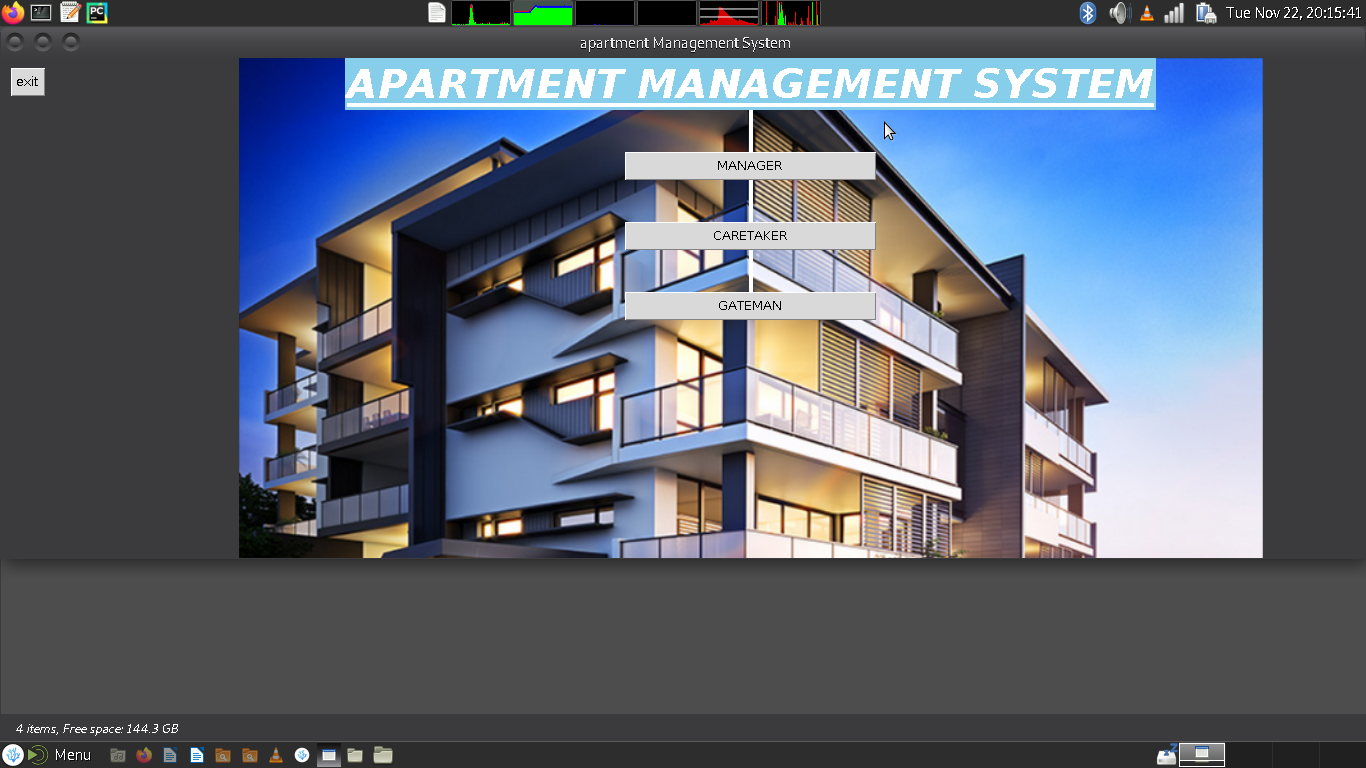 PC
Tue Nov 22, 20:15:41
apartment Management System
exit
APARTMENT MANAGEMENT SYSTEM
MANAGER
CARETAKER
GATEMAN
4 items, Free space: 144.3 GB
Menu